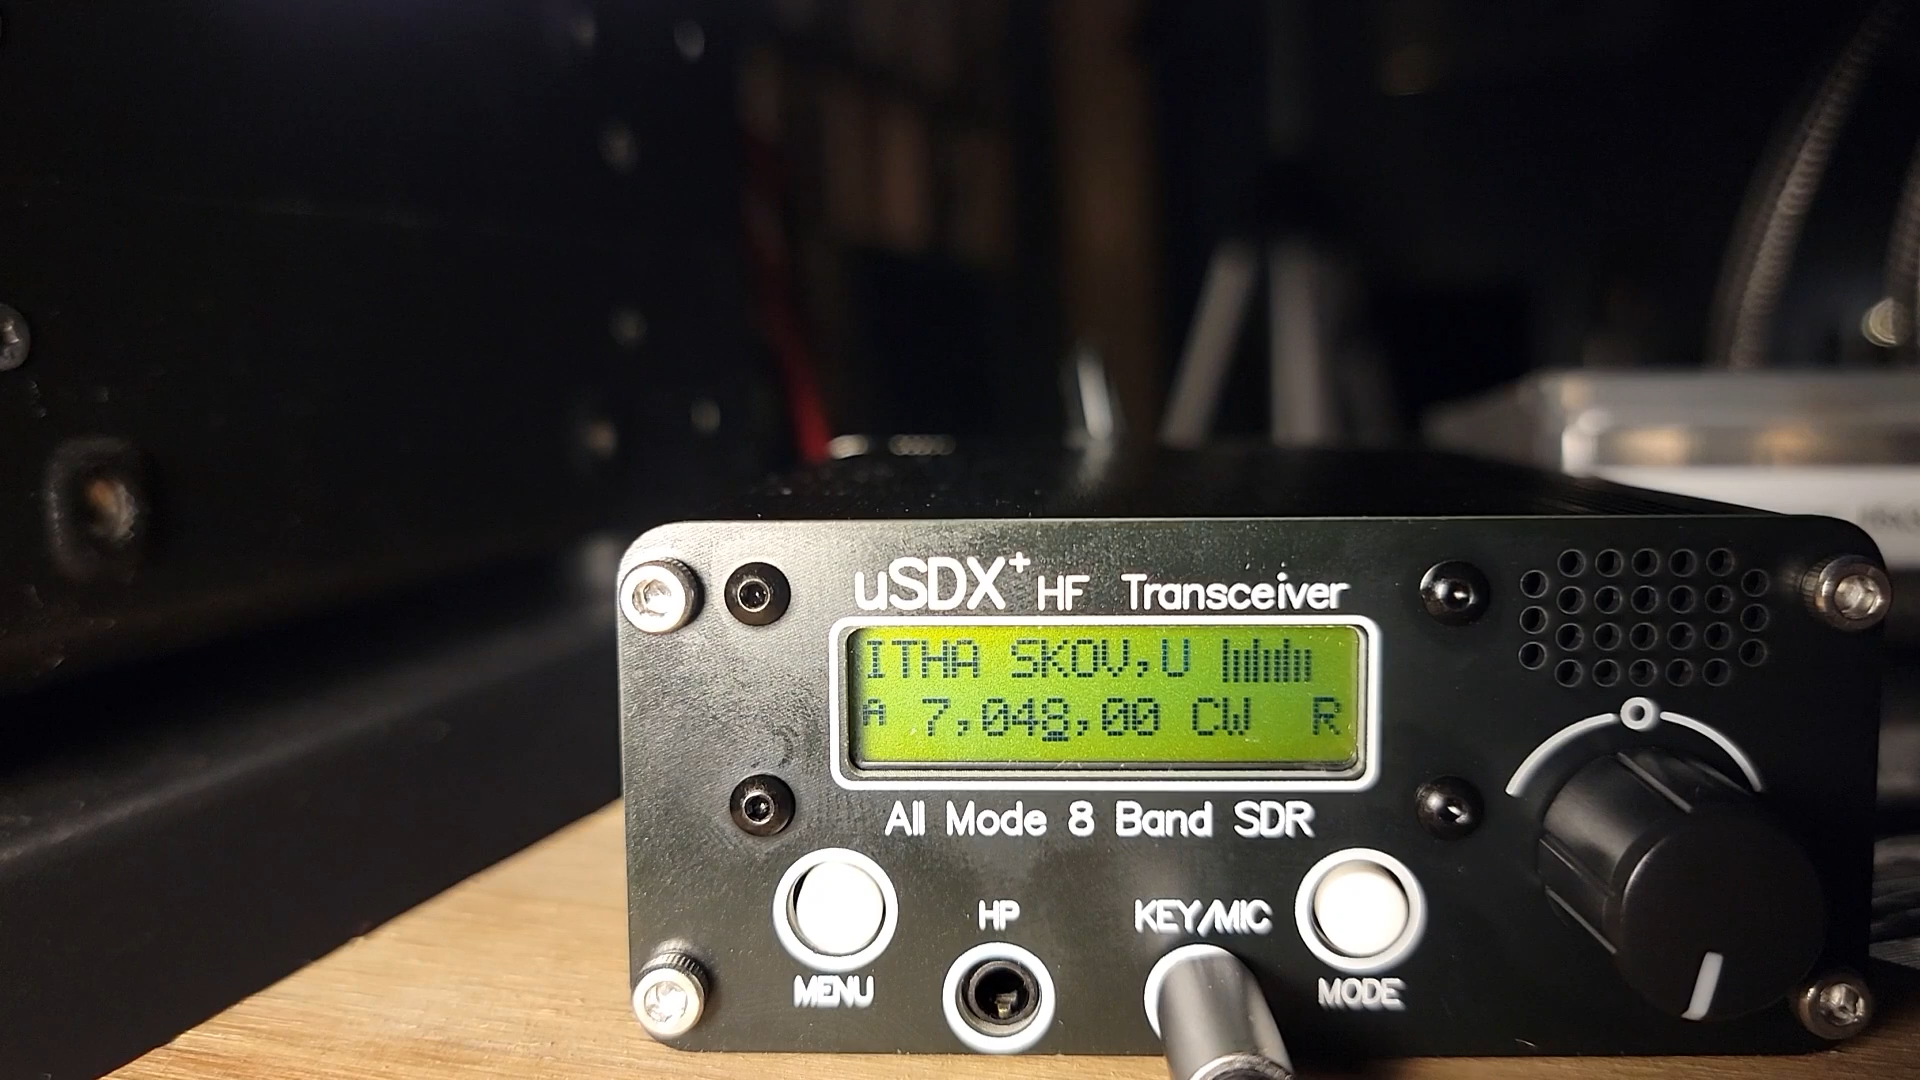 uSDX+ HF Transceiver
ITHA SKOV,U
A 7,048,00 CW R
All Mode 8 Band SDR
HP
KEY/MIC
MENU
MODE